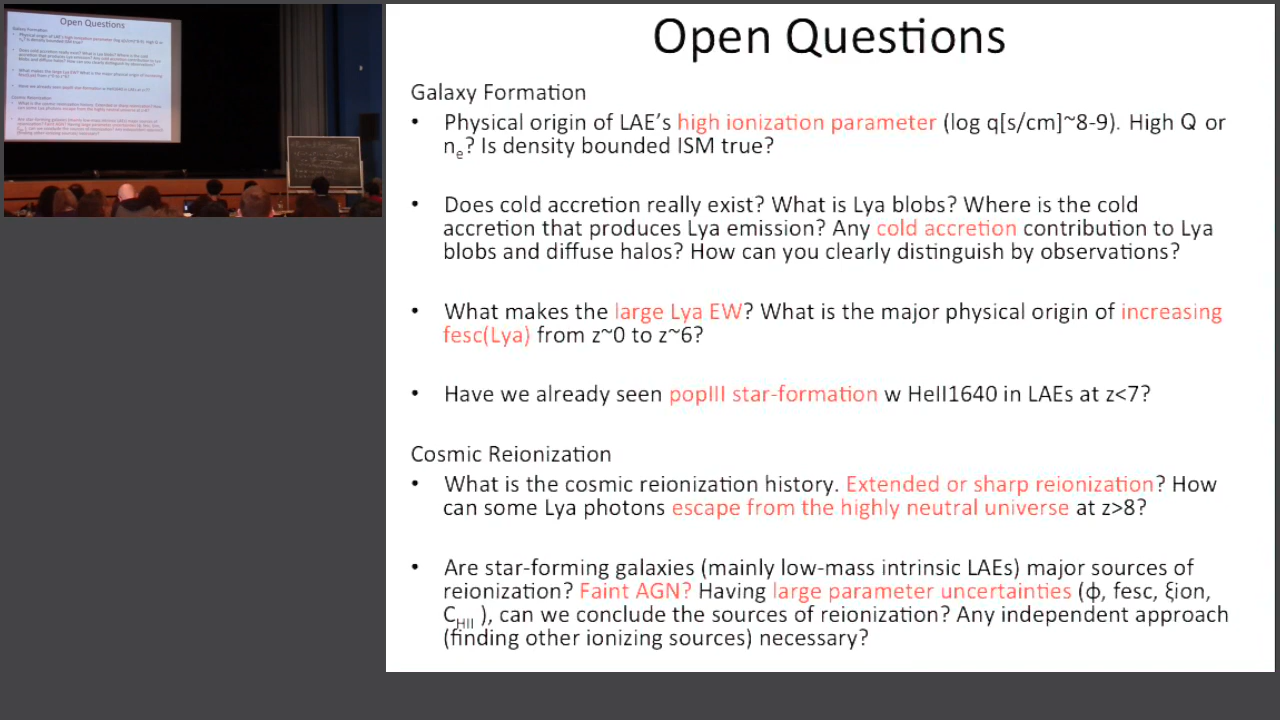 Open Questions
Galaxy Formation
• Physical origin of LAE's high ionization parameter (log q[s/cm]~8-9). High Q or
ne? Is density bounded ISM true?
• Does cold accretion really exist? What is Lya blobs? Where is the cold
accretion that produces Lya emission? Any cold accretion contribution to Lya
blobs and diffuse halos? How can you clearly distinguish by observations?
• What makes the large Lya EW? What is the major physical origin of increasing
fesc(Lya) from z~0 to z~6?
• Have we already seen popIII star-formation w HeII1640 in LAEs at z<7?
Cosmic Reionization
• What is the cosmic reionization history. Extended or sharp reionization? How
can some Lya photons escape from the highly neutral universe at z>8?
• Are star-forming galaxies (mainly low-mass intrinsic LAEs) major sources of
reionization? Faint AGN? Having large parameter uncertainties (ϕ, fesc, ξion,
CHII ), can we conclude the sources of reionization? Any independent approach
(finding other ionizing sources) necessary?